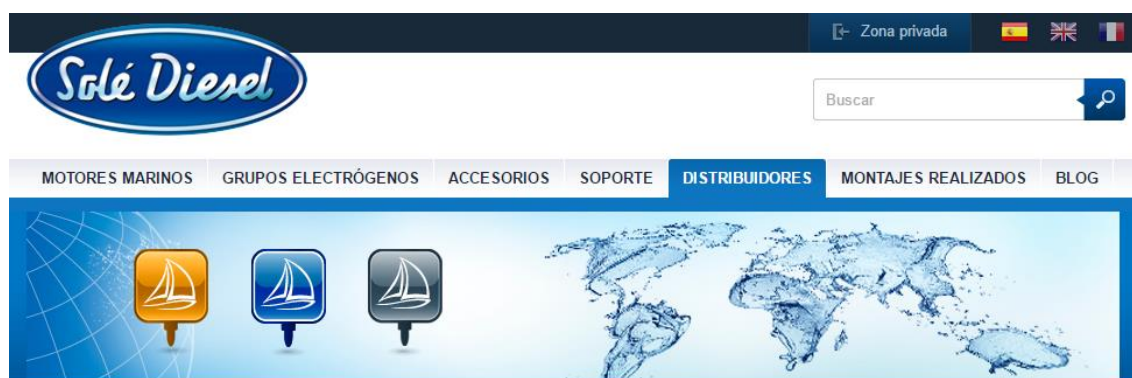 Zona privada
Solé Diesel
Buscar
MOTORES MARINOS GRUPOS ELECTRÓGENOS ACCESORIOS SOPORTE DISTRIBUIDORES MONTAJES REALIZADOS BLOG